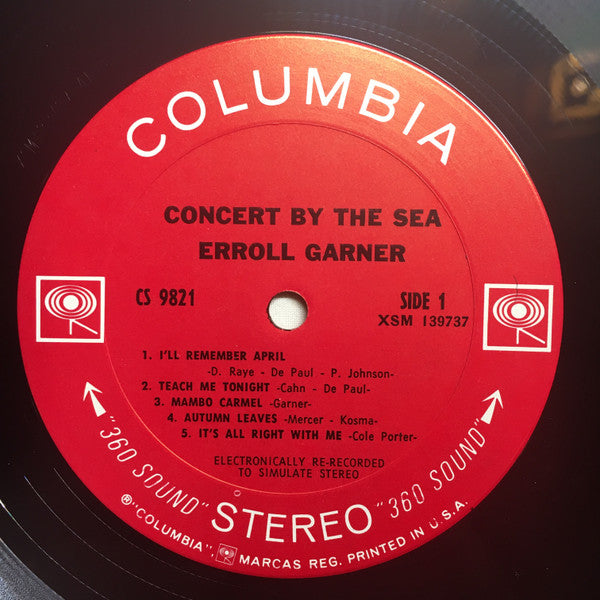 COLUMBIA
CONCERT BY THE SEA
ERROLL GARNER
CS 9821
SIDE 1
XSM 139737
1. I'LL REMEMBER APRIL
-D. Raye - De Paul - P. Johnson-
2. TEACH ME TONIGHT -Cahn - De Paul-
3. MAMBO CARMEL -Garner-
4. AUTUMN LEAVES -Mercer - Kosma-
5. IT'S ALL RIGHT WITH ME -Cole Porter-
ELECTRONICALLY RE-RECORDED
TO SIMULATE STEREO
"360 SOUND" STEREO "360 SOUND"
® "COLUMBIA", MARCAS REG. PRINTED IN U.S.A.